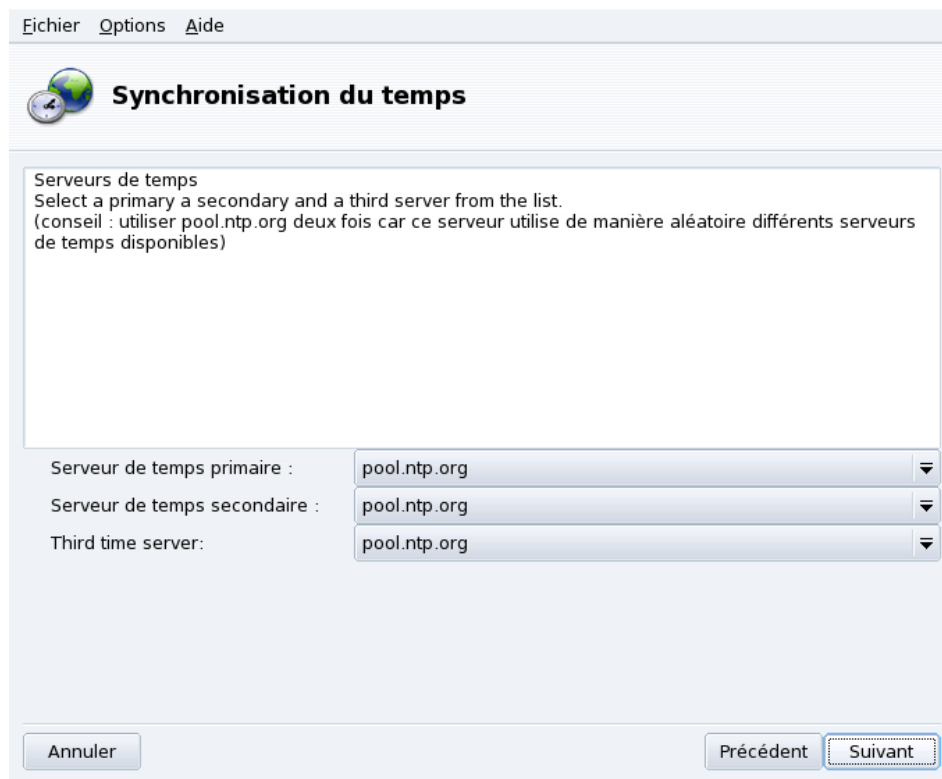 Fichier Options Aide
Synchronisation du temps
Serveurs de temps
Select a primary a secondary and a third server from the list.
(conseil : utiliser pool.ntp.org deux fois car ce serveur utilise de manière aléatoire différents serveurs
de temps disponibles)
Serveur de temps primaire : pool.ntp.org
Serveur de temps secondaire : pool.ntp.org
Third time server: pool.ntp.org
Annuler Précédent Suivant